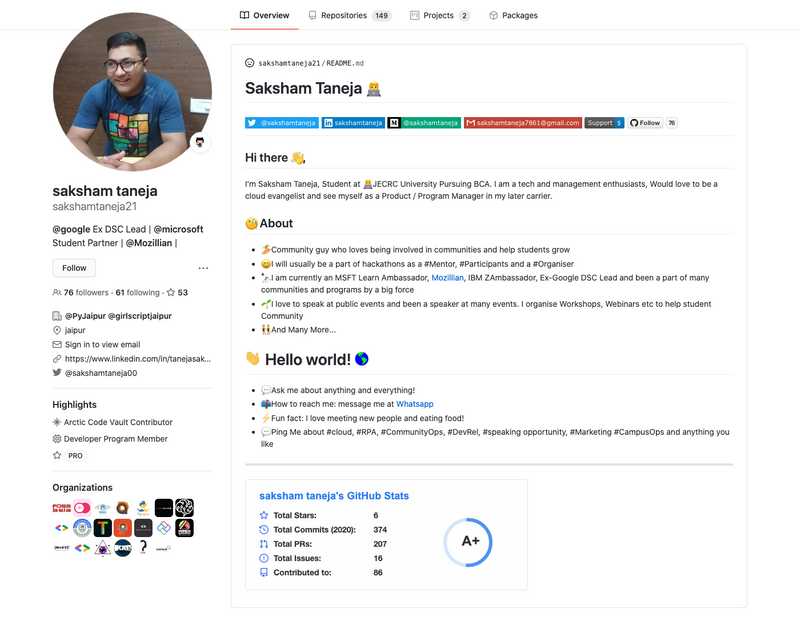 Overview
Repositories 149
Projects 2
Packages
sakshamtaneja21/README.md
Saksham Taneja
@sakshamtaneja
@sakshamtaneja
@sakshamtaneja
sakshamtaneja7861@gmail.com
Support 5
Follow 76
Hi there
I'm Saksham Taneja, Student at JECRC University Pursuing BCA. I am a tech and management enthusiasts, Would love to be a
cloud evangelist and see myself as a Product / Program Manager in my later carrier.
About
Community guy who loves being involved in communities and help students grow
I will usually be a part of hackathons as a #Mentor, #Participants and a #Organiser
I am currently an MSFT Learn Ambassador, Mozillian, IBM ZAmbassador, Ex-Google DSC Lead and been a part of many
communities and programs by a big force
I love to speak at public events and been a speaker at many events. I organise Workshops, Webinars etc to help student
Community
And Many More...
Hello world!
Ask me about anything and everything!
How to reach me: message me at Whatsapp
Fun fact: I love meeting new people and eating food!
Ping Me about #cloud, #RPA, #CommunityOps, #DevRel, #speaking opportunity, #Marketing #CampusOps and anything you
like
saksham taneja's GitHub Stats
Total Stars: 6
Total Commits (2020): 374
Total PRs: 207
Total Issues: 16
Contributed to: 86
A+
saksham taneja
sakshamtaneja21
@google Ex DSC Lead | @microsoft
Student Partner | @Mozillian |
Follow
...
76 followers · 61 following · 53
@PyJaipur @girlscriptjaipur
jaipur
Sign in to view email
https://www.linkedin.com/in/tanejasak...
@sakshamtaneja00
Highlights
Arctic Code Vault Contributor
Developer Program Member
PRO
Organizations